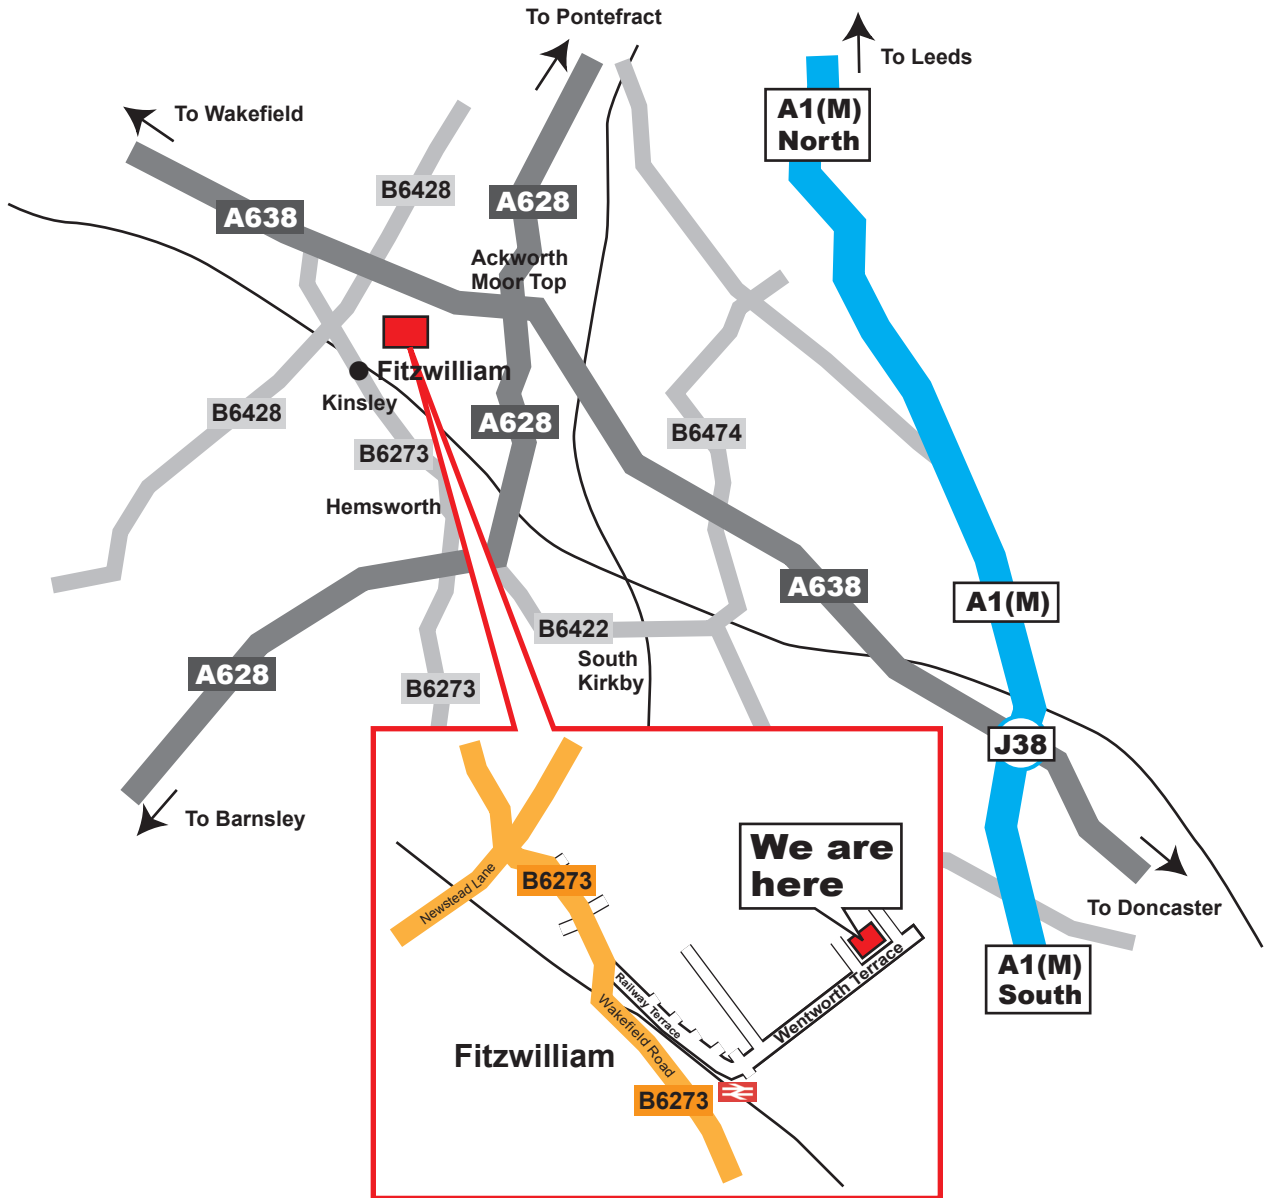 To Pontefract
To Leeds
To Wakefield
A1(M)
North
B6428
A638
A628
Ackworth
Moor Top
Fitzwilliam
Kinsley
B6428
A628
B6474
B6273
Hemsworth
A638
A1(M)
B6422
South
Kirkby
A628
B6273
J38
To Barnsley
We are
here
B6273
Newstead Lane
To Doncaster
Wentworth Terrace
A1(M)
South
Railway Terrace
Wakefield Road
Fitzwilliam
B6273